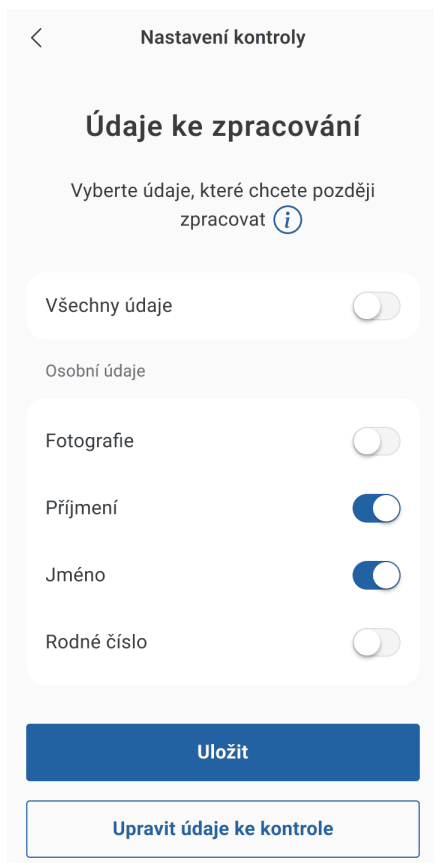 Nastavení kontroly
Údaje ke zpracování
Vyberte údaje, které chcete později
zpracovat i
Všechny údaje
Osobní údaje
Fotografie
Příjmení
Jméno
Rodné číslo
Uložit
Upravit údaje ke kontrole